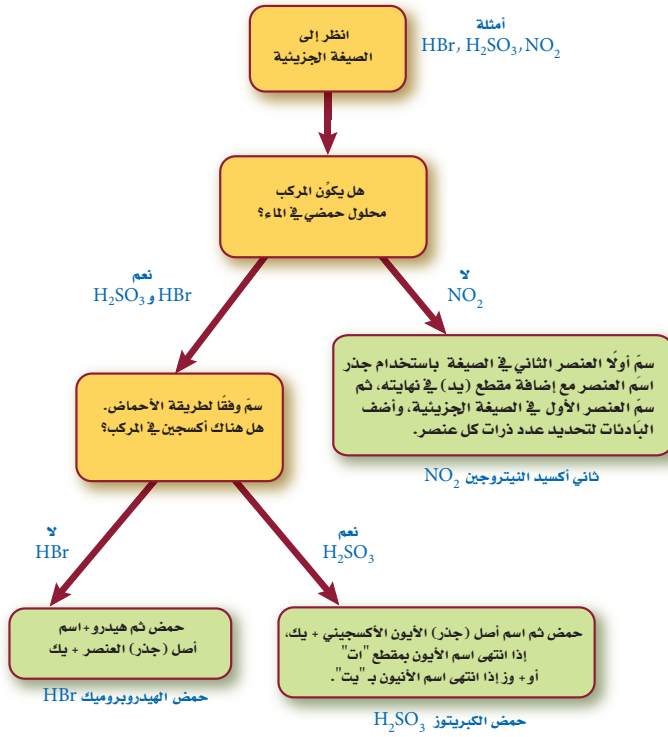 أمثلة
HBr, H₂SO₃, NO₂
انظر إلى
الصيغة الجزيئية
هل يكوِّن المركب
محلول حمضي في الماء؟
نعم
HBr و H₂SO₃
لا
NO₂
سمِّ وفقًا لطريقة الأحماض.
هل هناك أكسجين في المركب؟
سمِّ أولًا العنصر الثاني في الصيغة باستخدام جذر
اسم العنصر مع إضافة مقطع (يد) في نهايته، ثم
سمِّ العنصر الأول في الصيغة الجزيئية، وأضف
البَادئات لتحديد عدد ذرات كل عنصر.
ثاني أكسيد النيتروجين NO₂
لا
HBr
نعم
H₂SO₃
حمض ثم هيدرو + اسم
أصل (جذر) العنصر + يك
حمض الهيدروبروميك HBr
حمض ثم اسم أصل (جذر) الأيون الأكسجيني + يك،
إذا انتهى اسم الأيون بمقطع "ات"
أو + وز إذا انتهى اسم الأنيون بـ "يت".
حمض الكبريتوز H₂SO₃